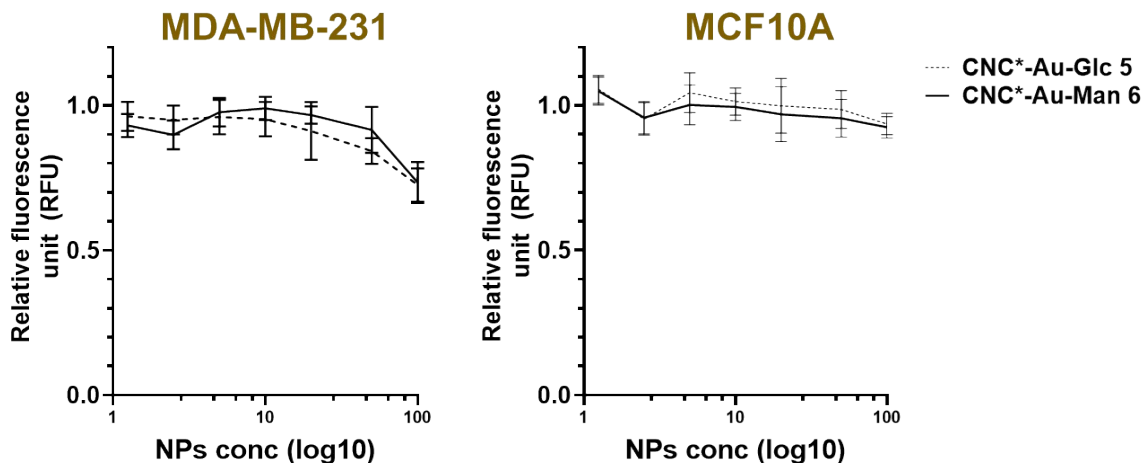 MDA-MB-231
Relative fluorescence
unit (RFU)
1.0
0.5
0.0
1
10
100
NPs conc (log10)
MCF10A
Relative fluorescence
unit (RFU)
1.0
0.5
0.0
1
10
100
NPs conc (log10)
CNC*-Au-Glc 5
CNC*-Au-Man 6